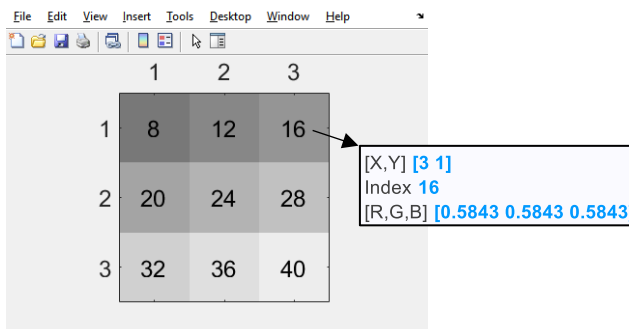 File Edit View Insert Tools Desktop Window Help
1 2 3
1 8 12 16
[X,Y] [3 1]
Index 16
[R,G,B] [0.5843 0.5843 0.5843]
2 20 24 28
3 32 36 40